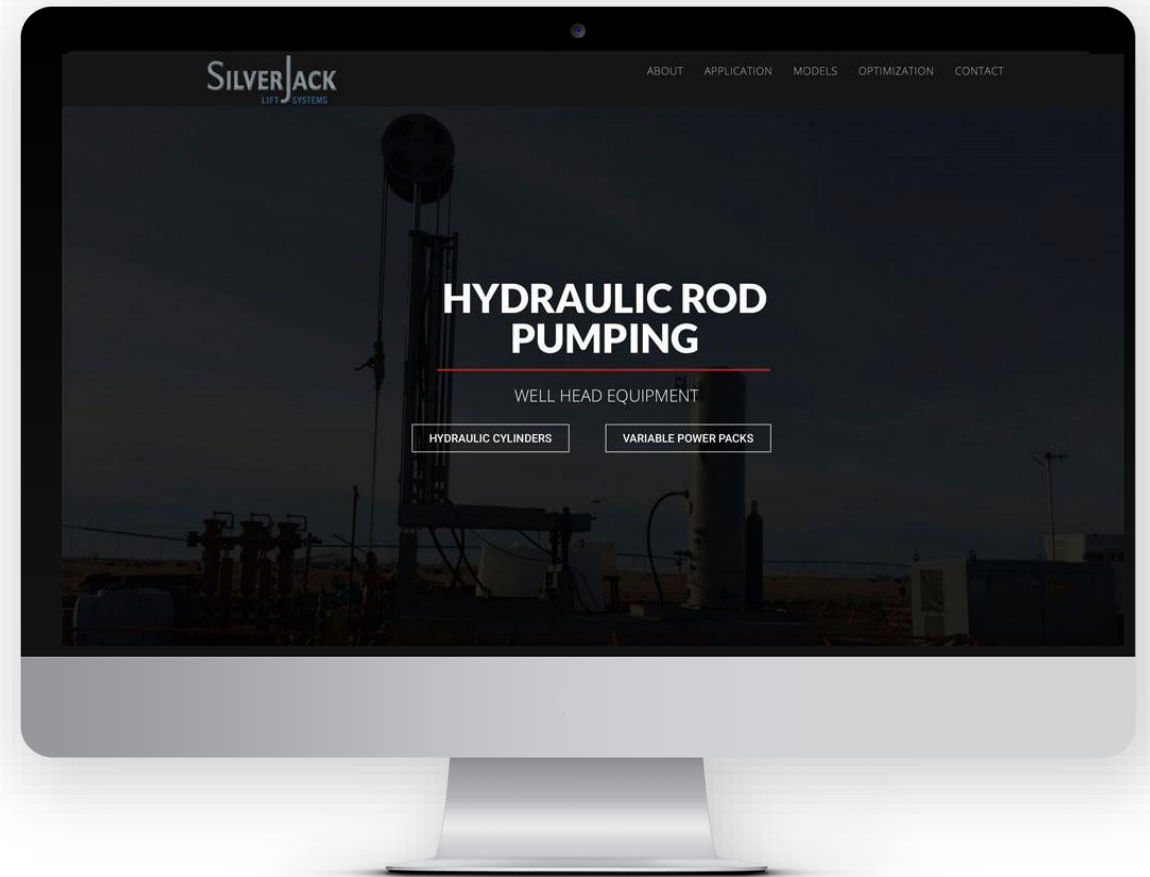 SILVERJACK
LIFT SYSTEMS
ABOUT APPLICATION MODELS OPTIMIZATION CONTACT
HYDRAULIC ROD
PUMPING
WELL HEAD EQUIPMENT
HYDRAULIC CYLINDERS VARIABLE POWER PACKS